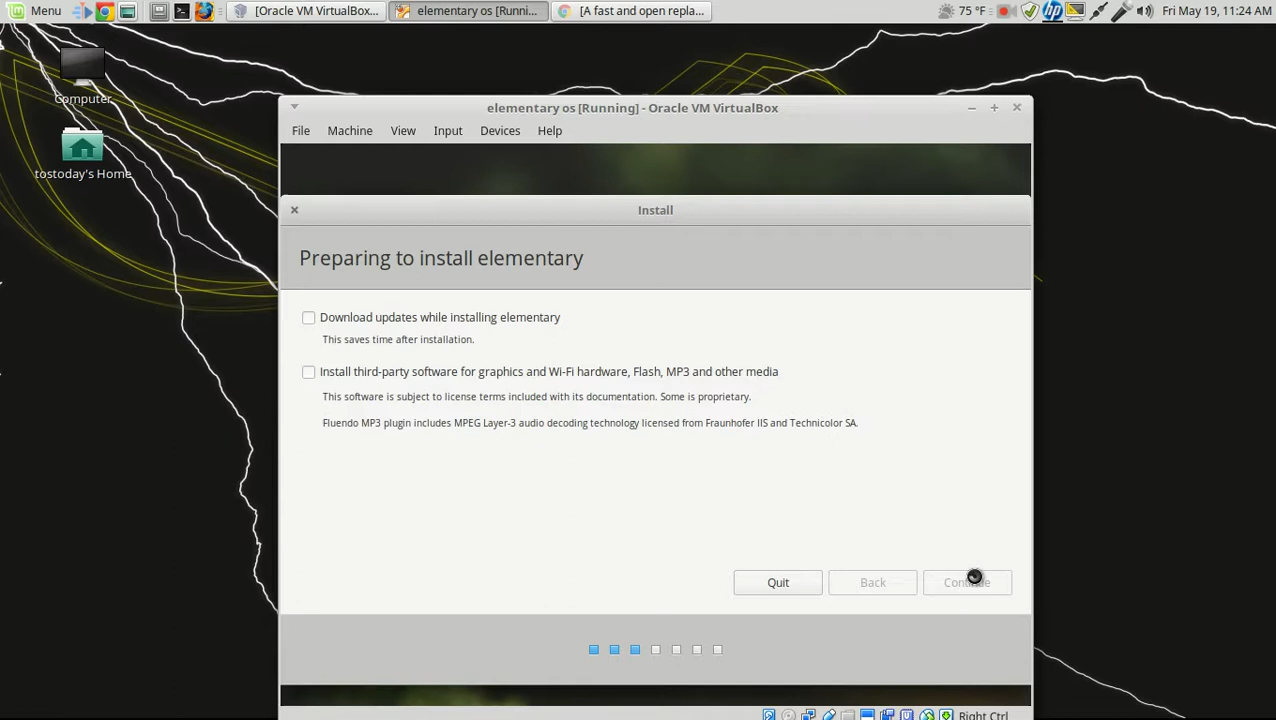 Menu
[Oracle VM VirtualBox...
elementary os [Runni...
[A fast and open repla...
75 °F
hp
Fri May 19, 11:24 AM
Computer
tostoday's Home
elementary os [Running] - Oracle VM VirtualBox
File Machine View Input Devices Help
Install
Preparing to install elementary
Download updates while installing elementary
This saves time after installation.
Install third-party software for graphics and Wi-Fi hardware, Flash, MP3 and other media
This software is subject to license terms included with its documentation. Some is proprietary.
Fluendo MP3 plugin includes MPEG Layer-3 audio decoding technology licensed from Fraunhofer IIS and Technicolor SA.
Quit Back Continue
Right Ctrl